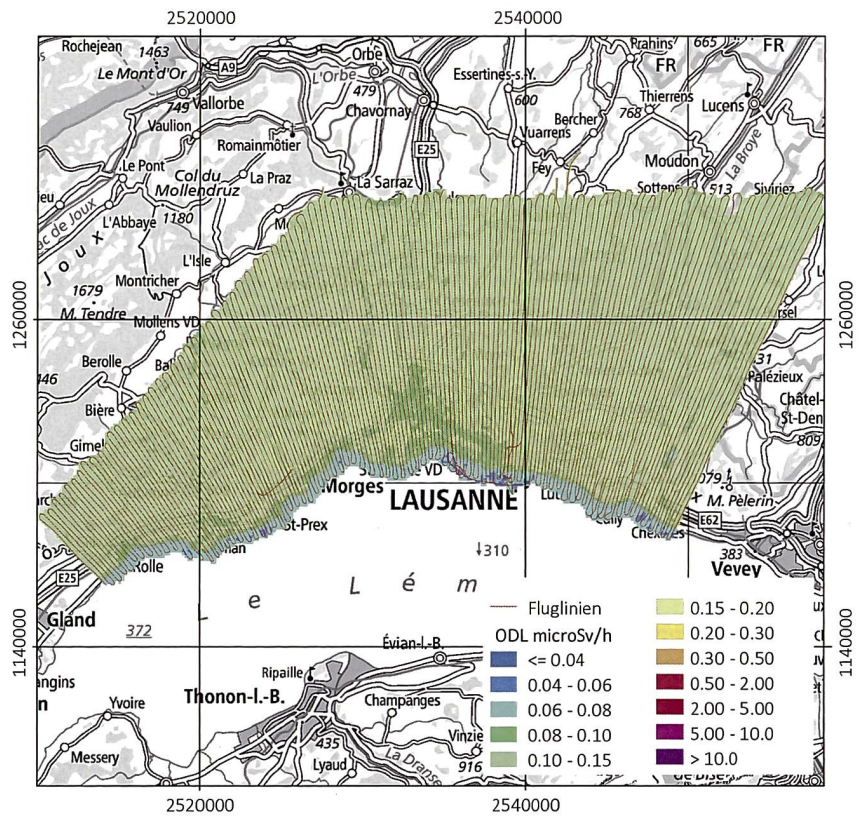 2520000 2540000
Rochejean 1463 Orbe Prahins 665 FR
Le Mont d'Or A9 L'Orbe Essertines-s.-Y. FR
749 Vallorbe 479 600 Thierrens Lucens
Chavornay Bercher 768
Vaulion Vuarrens
Romainmôtier E25 La Broye
Le Pont Fey Moudon
Col du Mollendruz La Praz La Sarraz Sottens 513 Siviriez
L'Abbaye 1180
ac de Joux
Joux L'Isle
Montricher
1679
M. Tendre
1260000 1260000
Mollens VD
Berolle 31
Palézieux
Bière Châtel-
St-Den
Gimel 809
Morges LAUSANNE
M. Pèlerin
St-Prex E62
↓310 383
Rolle Vevey
E25
L e L é m
Gland
372
1140000 1140000
Évian-l.-B.
Ripaille
Thonon-l.-B. Champanges
Yvoire
435
Messery Lyaud La Dranse 916
Fluglinien
ODL microSv/h
<= 0.04
0.04 - 0.06
0.06 - 0.08
0.08 - 0.10
0.10 - 0.15
0.15 - 0.20
0.20 - 0.30
0.30 - 0.50
0.50 - 2.00
2.00 - 5.00
5.00 - 10.0
> 10.0
2520000 2540000